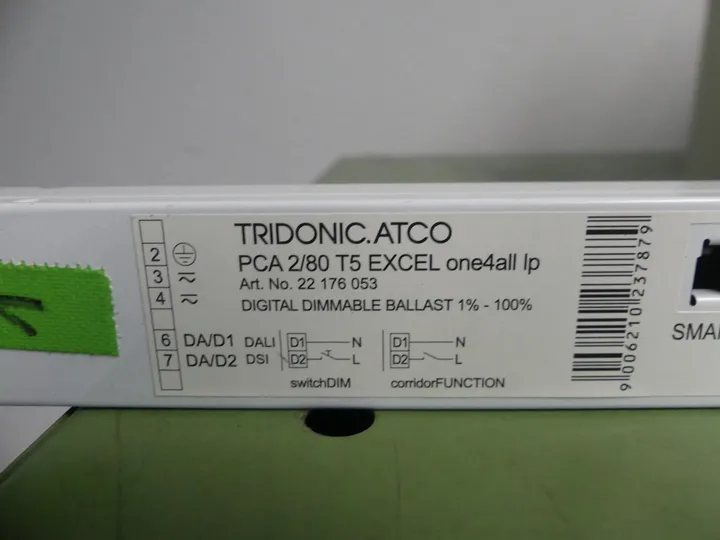 TRIDONIC.ATCO
PCA 2/80 T5 EXCEL one4all lp
Art. No. 22 176 053
DIGITAL DIMMABLE BALLAST 1% - 100%
2
3
4
6 DA/D1 DALI D1 N D1 N
7 DA/D2 DSI D2 L D2 L
switchDIM corridorFUNCTION
9 006210 237879